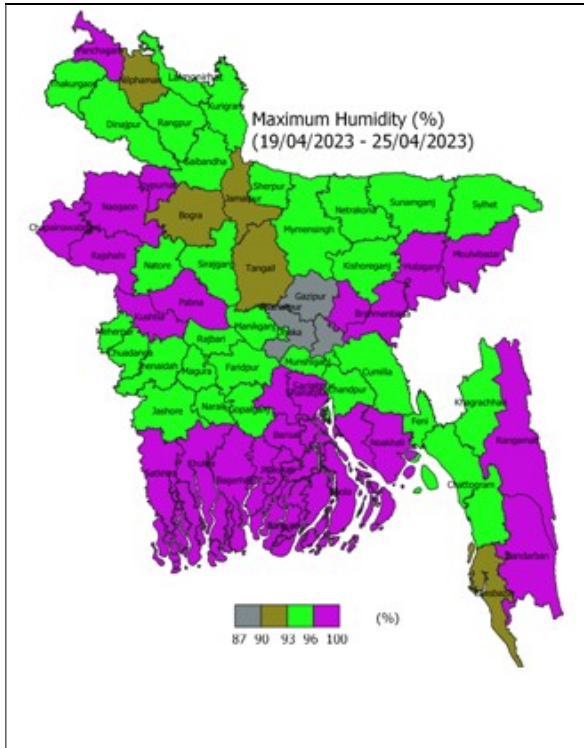 Panchagarh
Nilphamari
Lalmonirhat
Thakurgaon
Kurigram
Dinajpur
Rangpur
Maximum Humidity (%)
(19/04/2023 - 25/04/2023)
Gaibandha
Sherpur
Joypurhat
Naogaon
Jamalpur
Netrakona
Sunamganj
Sylhet
Bogra
Mymensingh
Chapainawabganj
Rajshahi
Natore
Sirajganj
Tangail
Kishoreganj
Habiganj
Moulvibazar
Gazipur
Pabna
Kushtia
Brahmanbaria
Manikganj
Dhaka
Meherpur
Rajbari
Chuadanga
Munshiganj
Jhenaidah
Magura
Faridpur
Cumilla
Chandpur
Khagrachhari
Jashore
Narail
Gopalganj
Feni
Rangamati
Barisal
Noakhali
Satkhira
Khulna
Bagerhat
Bhola
Chattogram
Bandarban
87 90 93 96 100 (%)